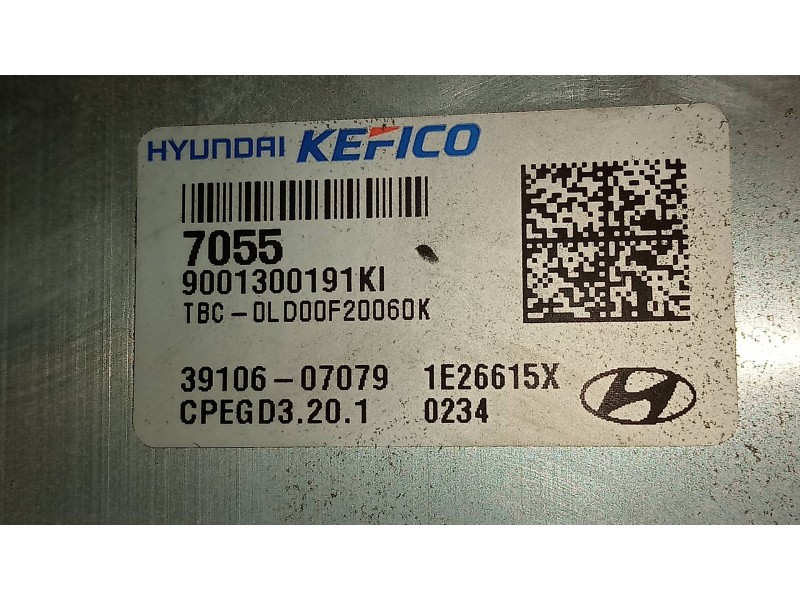 HYUNDAI KEFICO
7055
9001300191KI
TBC-0LD00F20060K
39106-07079 1E26615X
CPEGD3.20.1 0234